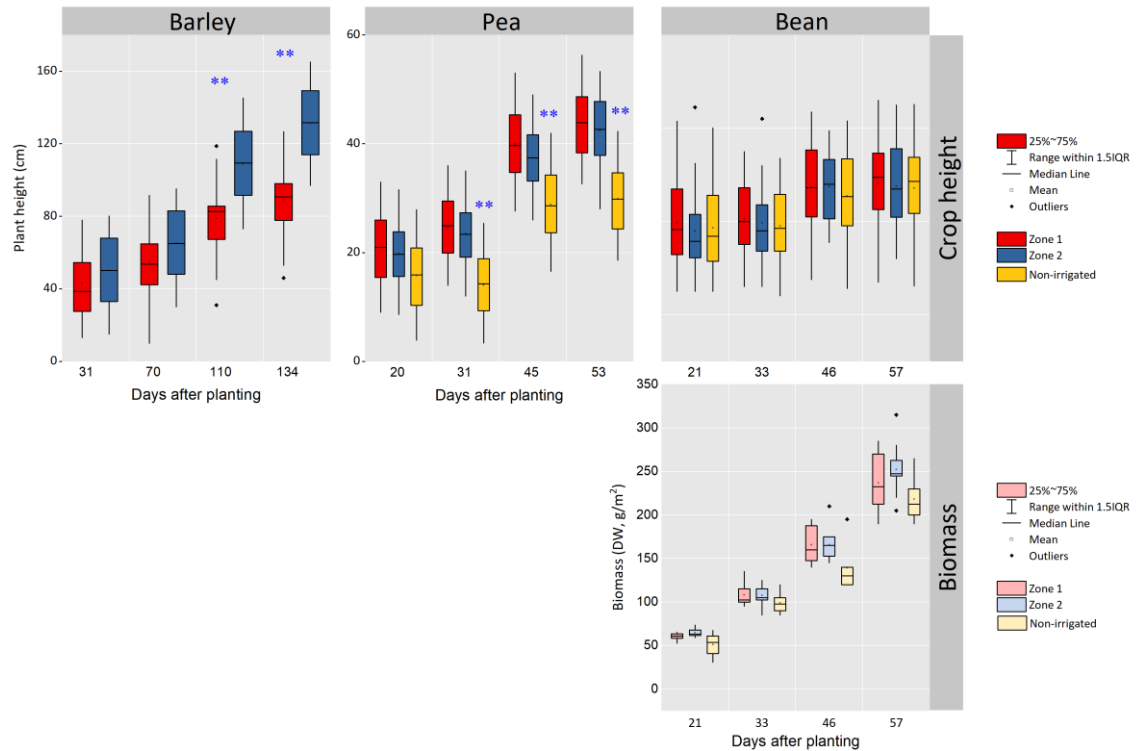 Barley
Pea
Bean
Plant height (cm)
160
120
80
40
0
31
70
110
134
Days after planting
**
**
60
40
20
0
20
31
45
53
Days after planting
**
**
**
21
33
46
57
Days after planting
Crop height
25%~75%
Range within 1.5IQR
Median Line
Mean
Outliers
Zone 1
Zone 2
Non-irrigated
Biomass (DW, g/m²)
350
300
250
200
150
100
50
0
21
33
46
57
Days after planting
Biomass
25%~75%
Range within 1.5IQR
Median Line
Mean
Outliers
Zone 1
Zone 2
Non-irrigated